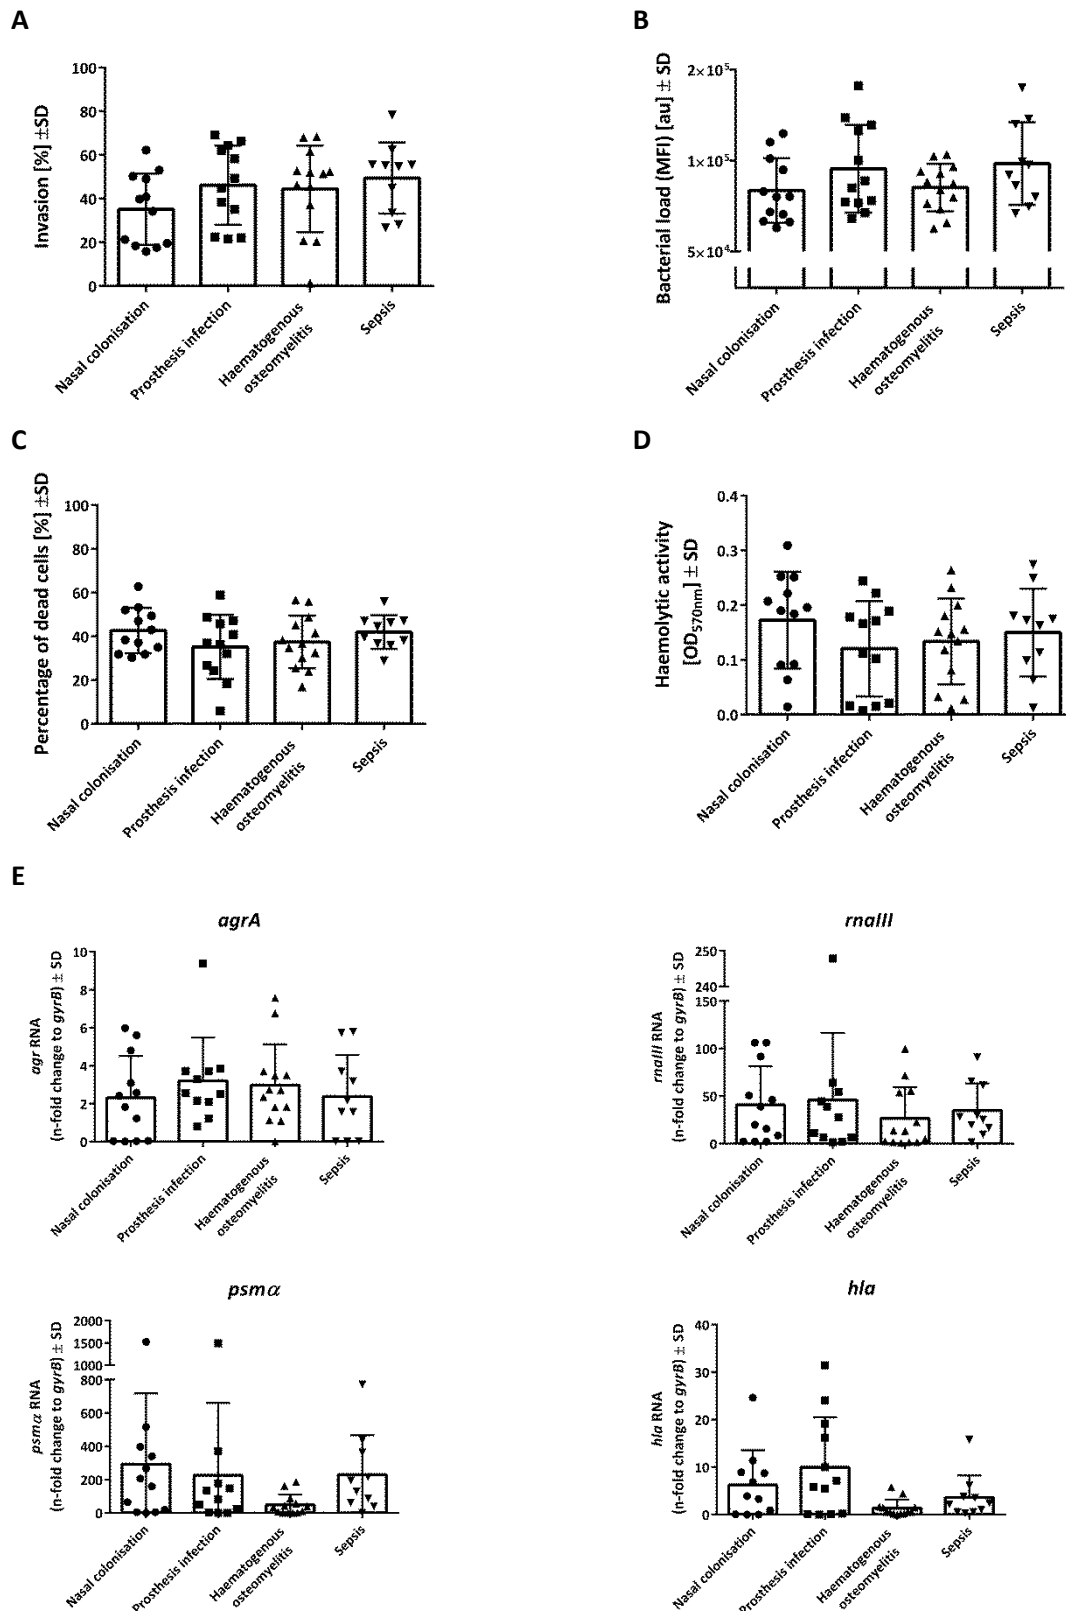 A
Invasion [%] ±SD
100
80
60
40
20
0
Nasal colonisation
Prosthesis infection
Haematogenous
osteomyelitis
Sepsis
B
Bacterial load (MFI) [au] ± SD
2×10⁵
1×10⁵
5×10⁴
Nasal colonisation
Prosthesis infection
Haematogenous
osteomyelitis
Sepsis
C
Percentage of dead cells [%] ±SD
100
80
60
40
20
0
Nasal colonisation
Prosthesis infection
Haematogenous
osteomyelitis
Sepsis
D
Haemolytic activity
[OD570nm] ± SD
0.4
0.3
0.2
0.1
0.0
Nasal colonisation
Prosthesis infection
Haematogenous
osteomyelitis
Sepsis
E
agrA
agr RNA
(n-fold change to gyrB) ± SD
10
8
6
4
2
0
Nasal colonisation
Prosthesis infection
Haematogenous
osteomyelitis
Sepsis
rnaIII
rnaIII RNA
(n-fold change to gyrB) ± SD
250
240
150
100
50
0
Nasal colonisation
Prosthesis infection
Haematogenous
osteomyelitis
Sepsis
psmα
psmα RNA
(n-fold change to gyrB) ± SD
2000
1500
1000
800
600
400
200
0
Nasal colonisation
Prosthesis infection
Haematogenous
osteomyelitis
Sepsis
hla
hla RNA
(n-fold change to gyrB) ± SD
40
30
20
10
0
Nasal colonisation
Prosthesis infection
Haematogenous
osteomyelitis
Sepsis